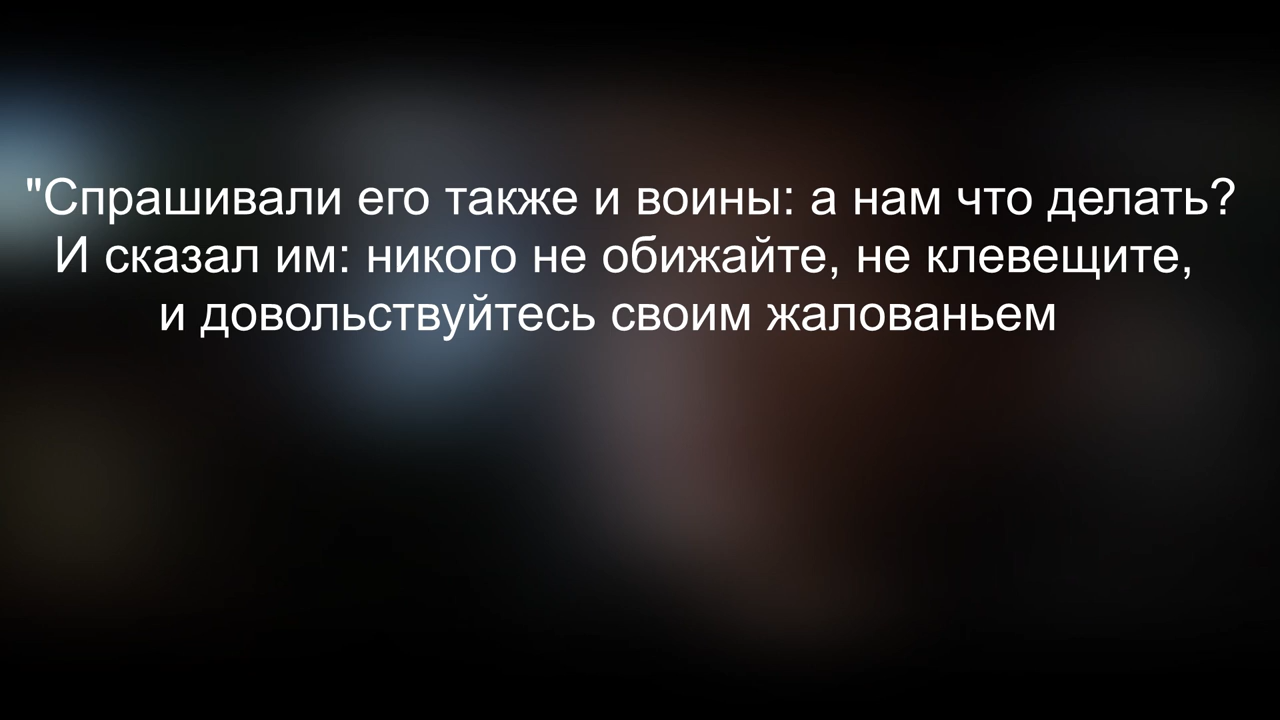 "Спрашивали его также и воины: а нам что делать?
И сказал им: никого не обижайте, не клевещите,
и довольствуйтесь своим жалованьем